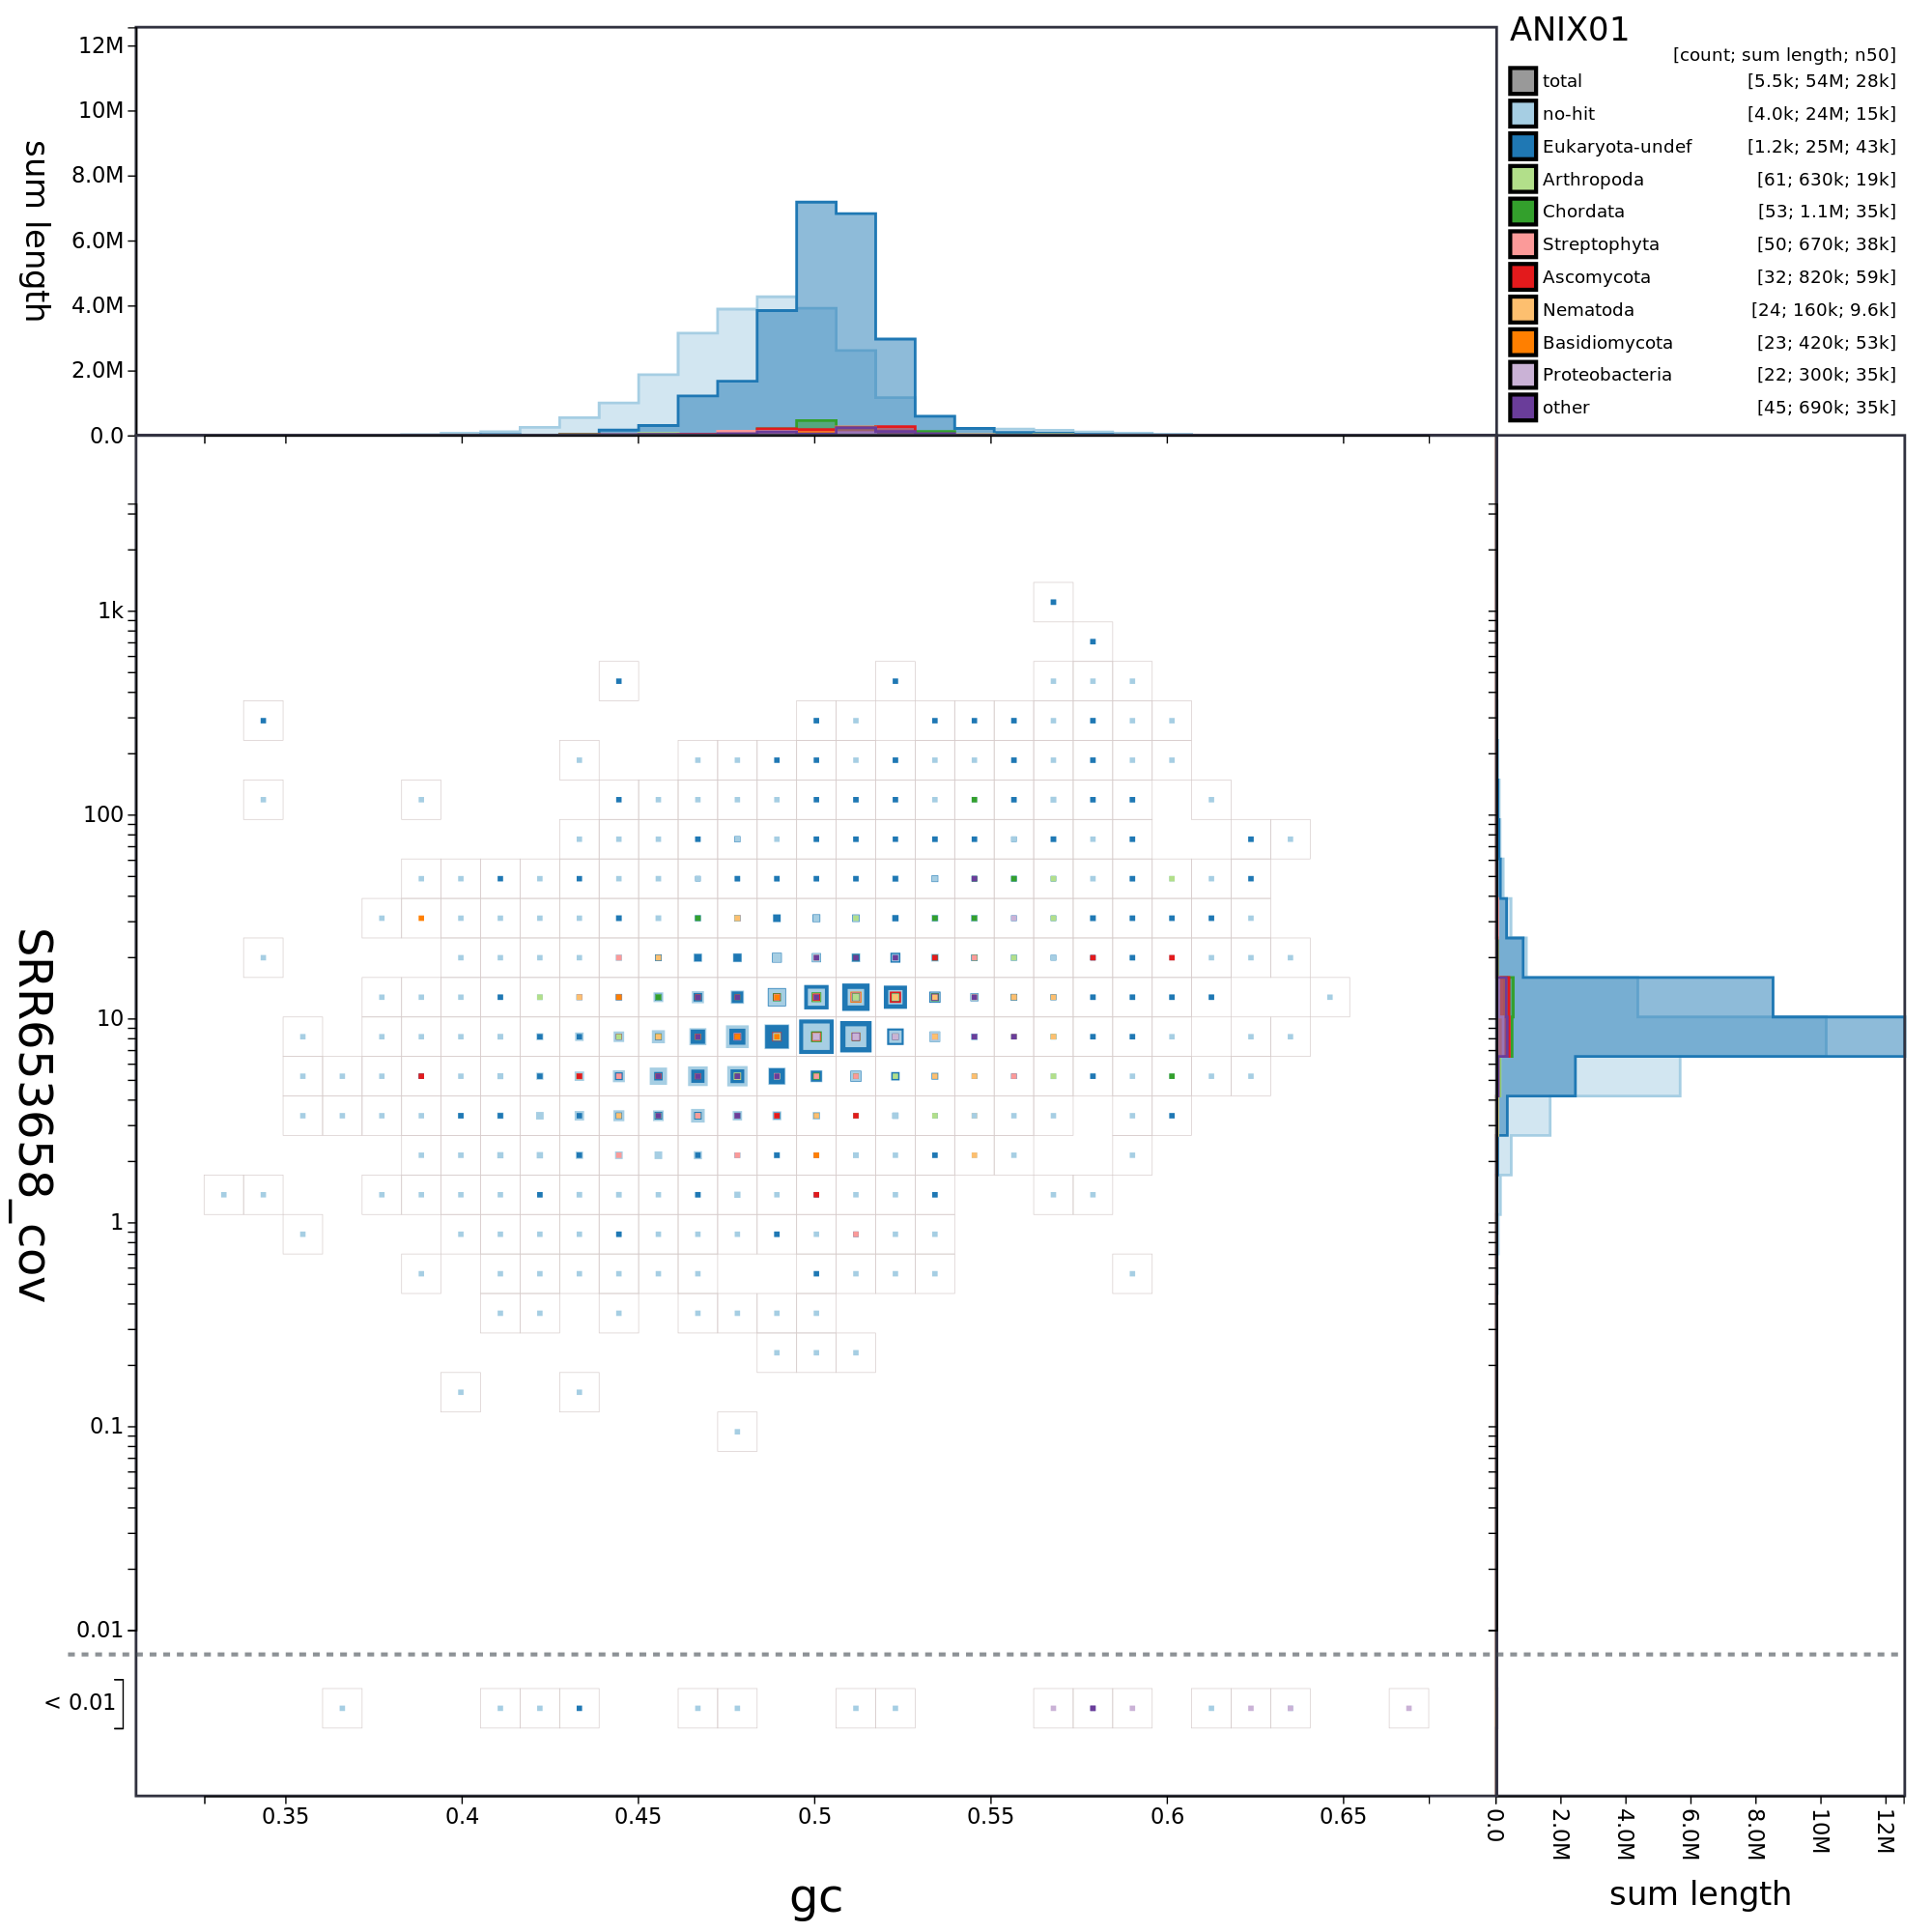 ANIX01
[count; sum length; n50]
total [5.5k; 54M; 28k]
no-hit [4.0k; 24M; 15k]
Eukaryota-undef [1.2k; 25M; 43k]
Arthropoda [61; 630k; 19k]
Chordata [53; 1.1M; 35k]
Streptophyta [50; 670k; 38k]
Ascomycota [32; 820k; 59k]
Nematoda [24; 160k; 9.6k]
Basidiomycota [23; 420k; 53k]
Proteobacteria [22; 300k; 35k]
other [45; 690k; 35k]
sum length
12M
10M
8.0M
6.0M
4.0M
2.0M
0.0
SRR653658_cov
1k
100
10
1
0.1
0.01
< 0.01
0.35 0.4 0.45 0.5 0.55 0.6 0.65
gc
0.0 2.0M 4.0M 6.0M 8.0M 10M 12M
sum length